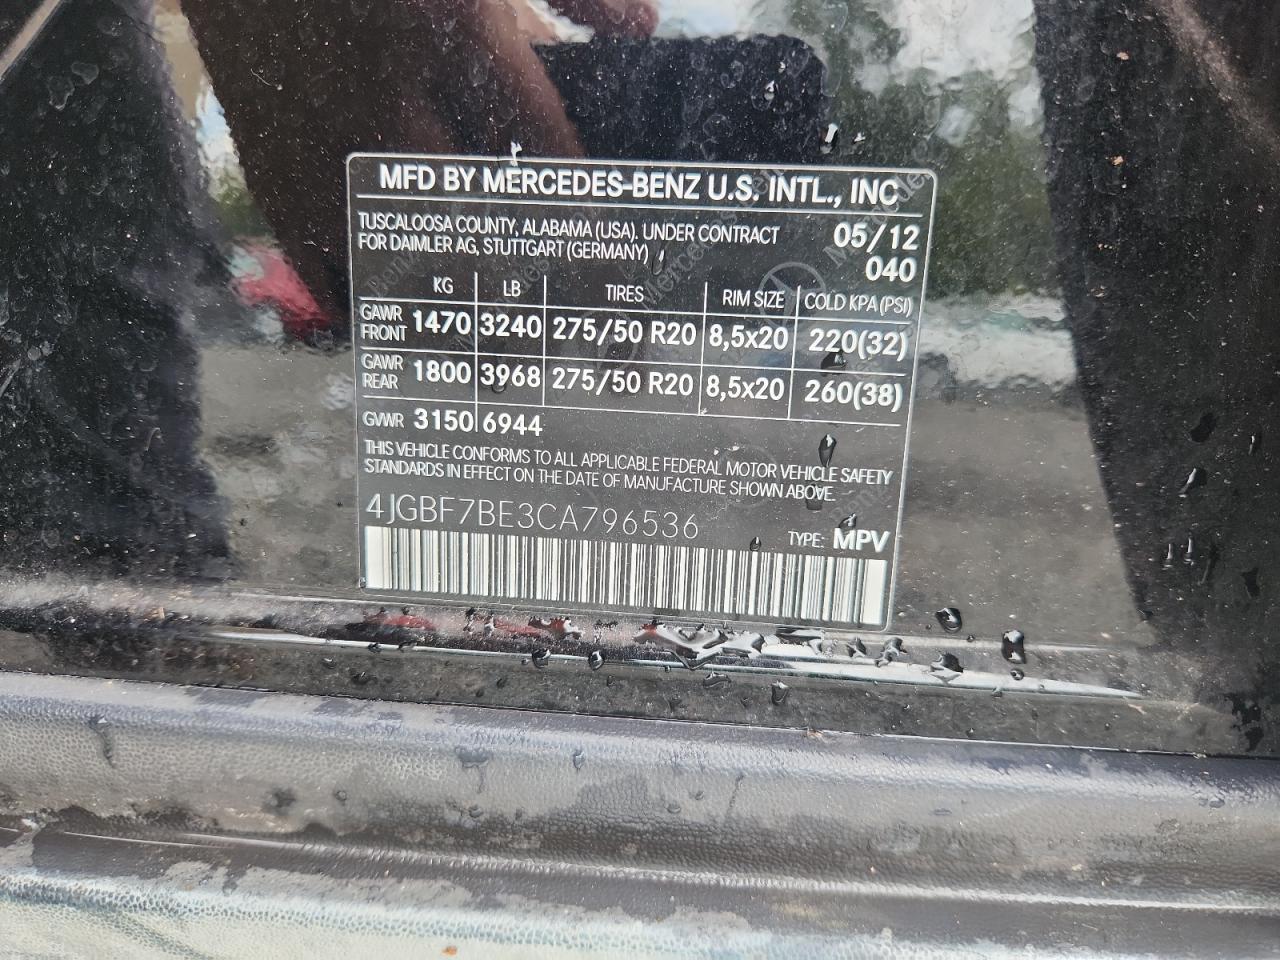 MFD BY MERCEDES-BENZ U.S. INTL., INC
TUSCALOOSA COUNTY, ALABAMA (USA). UNDER CONTRACT 05/12
FOR DAIMLER AG, STUTTGART (GERMANY) 040
KG LB TIRES RIM SIZE COLD KPA (PSI)
GAWR FRONT 1470 3240 275/50 R20 8,5x20 220(32)
GAWR REAR 1800 3968 275/50 R20 8,5x20 260(38)
GVWR 3150 6944
THIS VEHICLE CONFORMS TO ALL APPLICABLE FEDERAL MOTOR VEHICLE SAFETY
STANDARDS IN EFFECT ON THE DATE OF MANUFACTURE SHOWN ABOVE.
4JGBF7BE3CA796536 TYPE: MPV